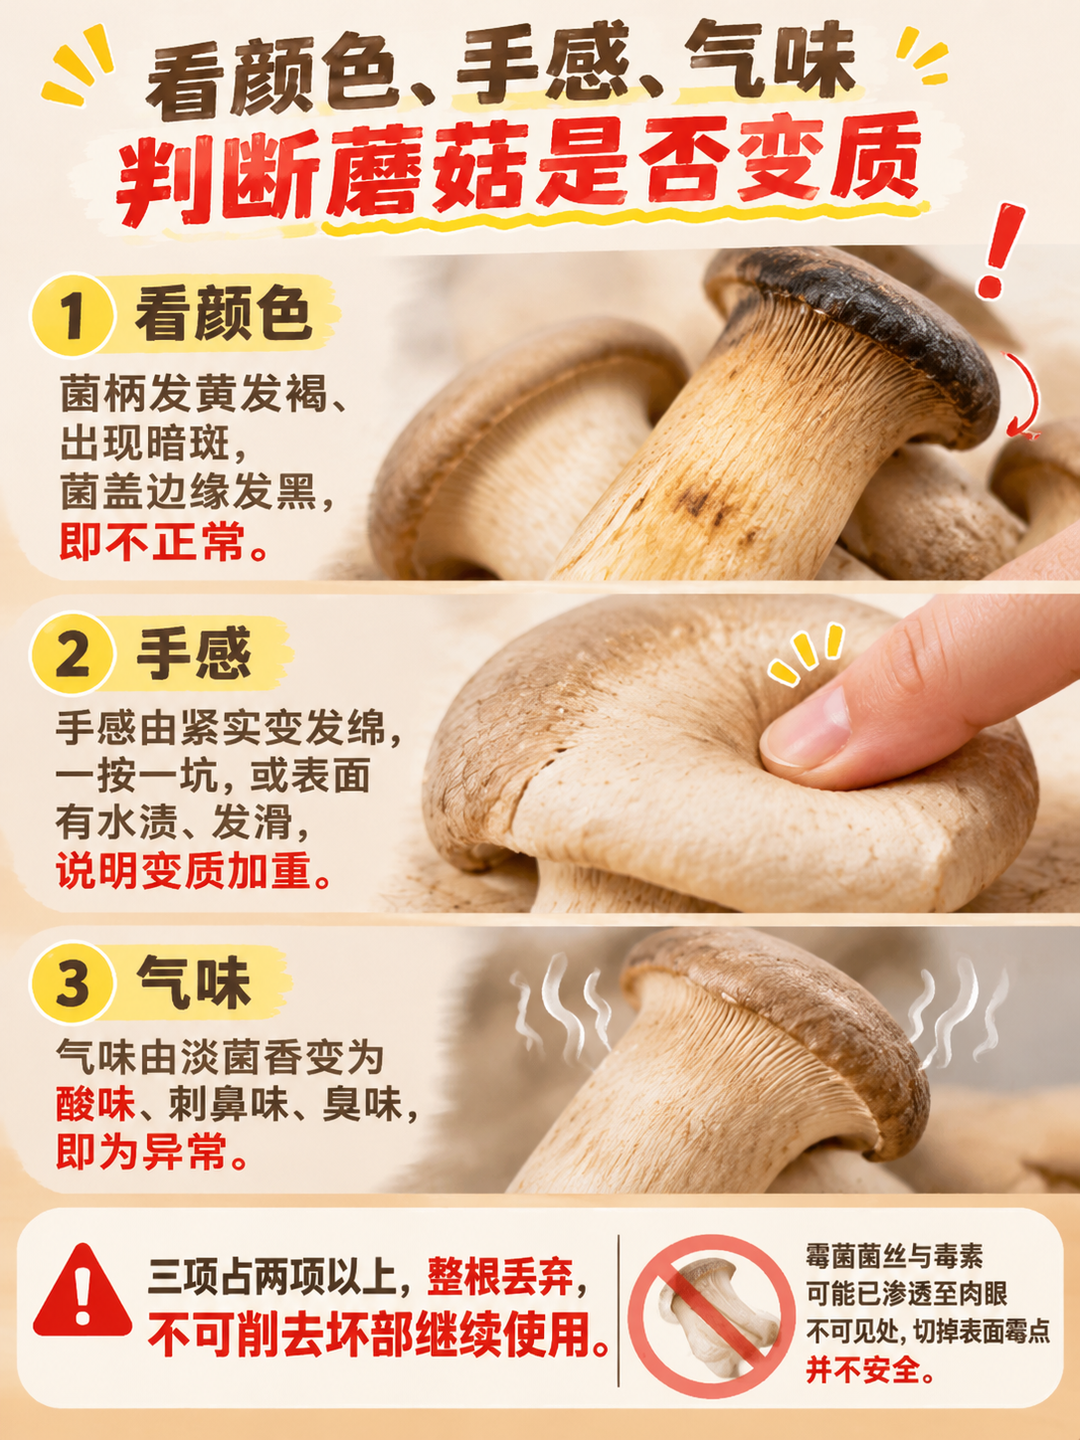 看颜色、手感、气味
判断蘑菇是否变质
1 看颜色
菌柄发黄发褐、
出现暗斑，
菌盖边缘发黑，
即不正常。
2 手感
手感由紧实变发绵，
一按一坑，或表面
有水渍、发滑，
说明变质加重。
3 气味
气味由淡菌香变为
酸味、刺鼻味、臭味，
即为异常。
三项占两项以上，整根丢弃，
不可削去坏部继续使用。
霉菌菌丝与毒素
可能已渗透至肉眼
不可见处，切掉表面霉点
并不安全。